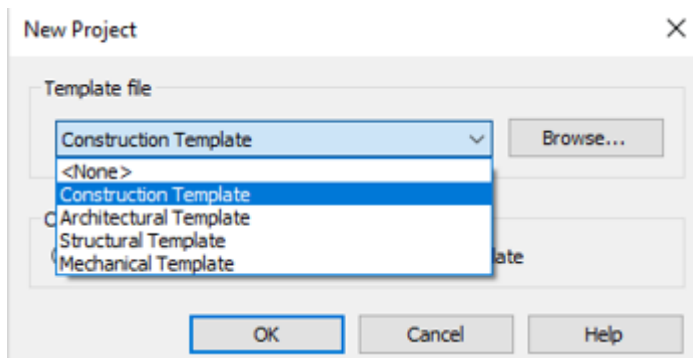 New Project
Template file
Construction Template
Browse...
<None>
Construction Template
Architectural Template
Structural Template
Mechanical Template
OK
Cancel
Help